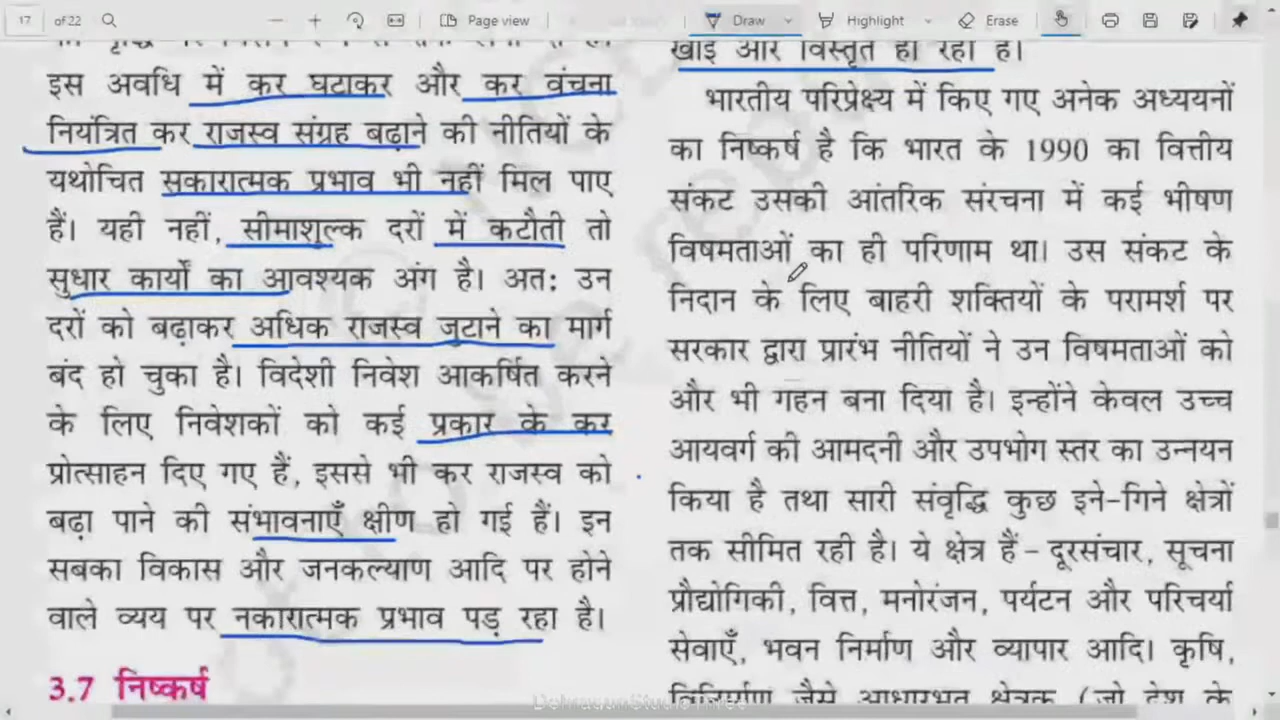 17 of 22 Page view Draw Highlight Erase
इस अवधि में कर घटाकर और कर वंचना
नियंत्रित कर राजस्व संग्रह बढ़ाने की नीतियों के
यथोचित सकारात्मक प्रभाव भी नहीं मिल पाए
हैं। यही नहीं, सीमाशुल्क दरों में कटौती तो
सुधार कार्यों का आवश्यक अंग है। अतः उन
दरों को बढ़ाकर अधिक राजस्व जुटाने का मार्ग
बंद हो चुका है। विदेशी निवेश आकर्षित करने
के लिए निवेशकों को कई प्रकार के कर
प्रोत्साहन दिए गए हैं, इससे भी कर राजस्व को
बढ़ा पाने की संभावनाएँ क्षीण हो गई हैं। इन
सबका विकास और जनकल्याण आदि पर होने
वाले व्यय पर नकारात्मक प्रभाव पड़ रहा है।
3.7 निष्कर्ष
खाई और विस्तृत हो रही है।
भारतीय परिप्रेक्ष्य में किए गए अनेक अध्ययनों
का निष्कर्ष है कि भारत के 1990 का वित्तीय
संकट उसकी आंतरिक संरचना में कई भीषण
विषमताओं का ही परिणाम था। उस संकट के
निदान के लिए बाहरी शक्तियों के परामर्श पर
सरकार द्वारा प्रारंभ नीतियों ने उन विषमताओं को
और भी गहन बना दिया है। इन्होंने केवल उच्च
आयवर्ग की आमदनी और उपभोग स्तर का उन्नयन
किया है तथा सारी संवृद्धि कुछ इने-गिने क्षेत्रों
तक सीमित रही है। ये क्षेत्र हैं – दूरसंचार, सूचना
प्रौद्योगिकी, वित्त, मनोरंजन, पर्यटन और परिचर्या
सेवाएँ, भवन निर्माण और व्यापार आदि। कृषि,
विनिर्माण जैसे आधारभूत क्षेत्रक (जो देश के